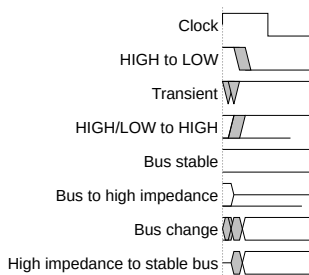 Clock
HIGH to LOW
Transient
HIGH/LOW to HIGH
Bus stable
Bus to high impedance
Bus change
High impedance to stable bus